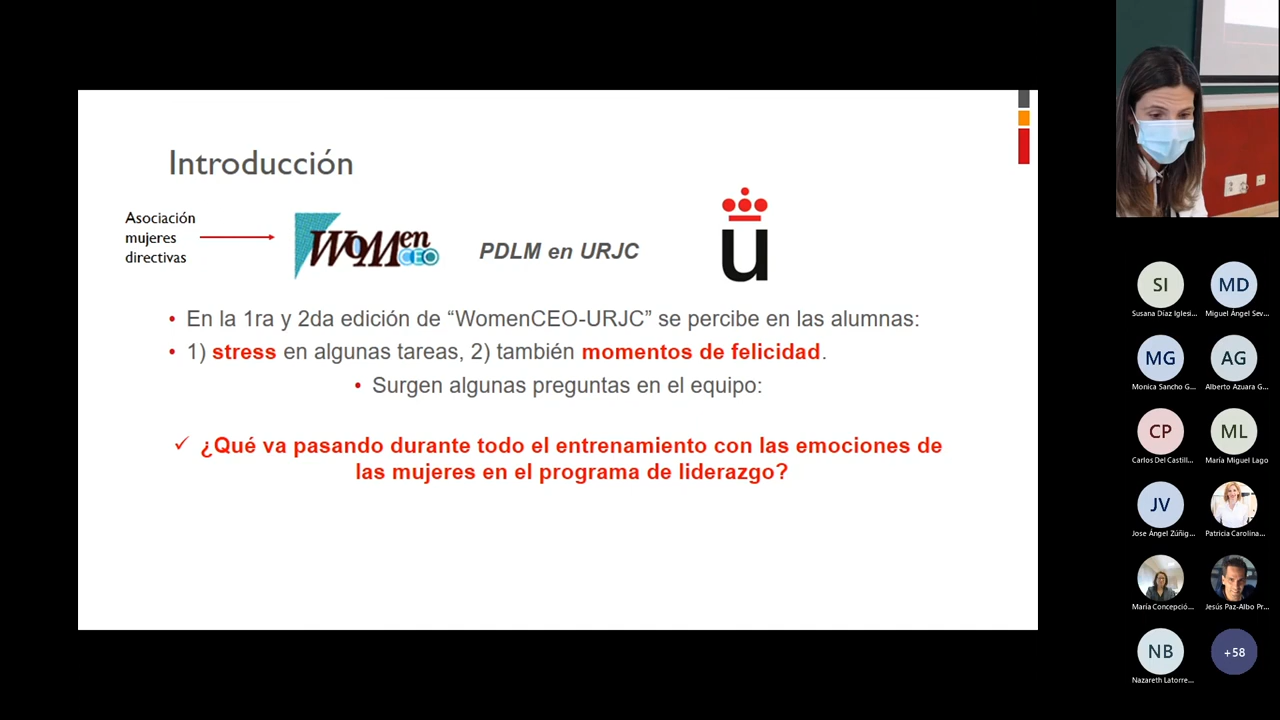 Introducción
Asociación
mujeres
directivas
WOMen
CEO
PDLM en URJC
u
• En la 1ra y 2da edición de “WomenCEO-URJC” se percibe en las alumnas:
• 1) stress en algunas tareas, 2) también momentos de felicidad.
• Surgen algunas preguntas en el equipo:
✓ ¿Qué va pasando durante todo el entrenamiento con las emociones de
las mujeres en el programa de liderazgo?
SI MD
Susana Díaz Iglesi... Miguel Ángel Sev...
MG AG
Monica Sancho G... Alberto Azuara G...
CP ML
Carlos Del Castill... María Miguel Lago
JV
Jose Ángel Zúñig... Patricia Carolina...
María Concepció... Jesús Paz-Albo Pr...
NB +58
Nazareth Latorre...